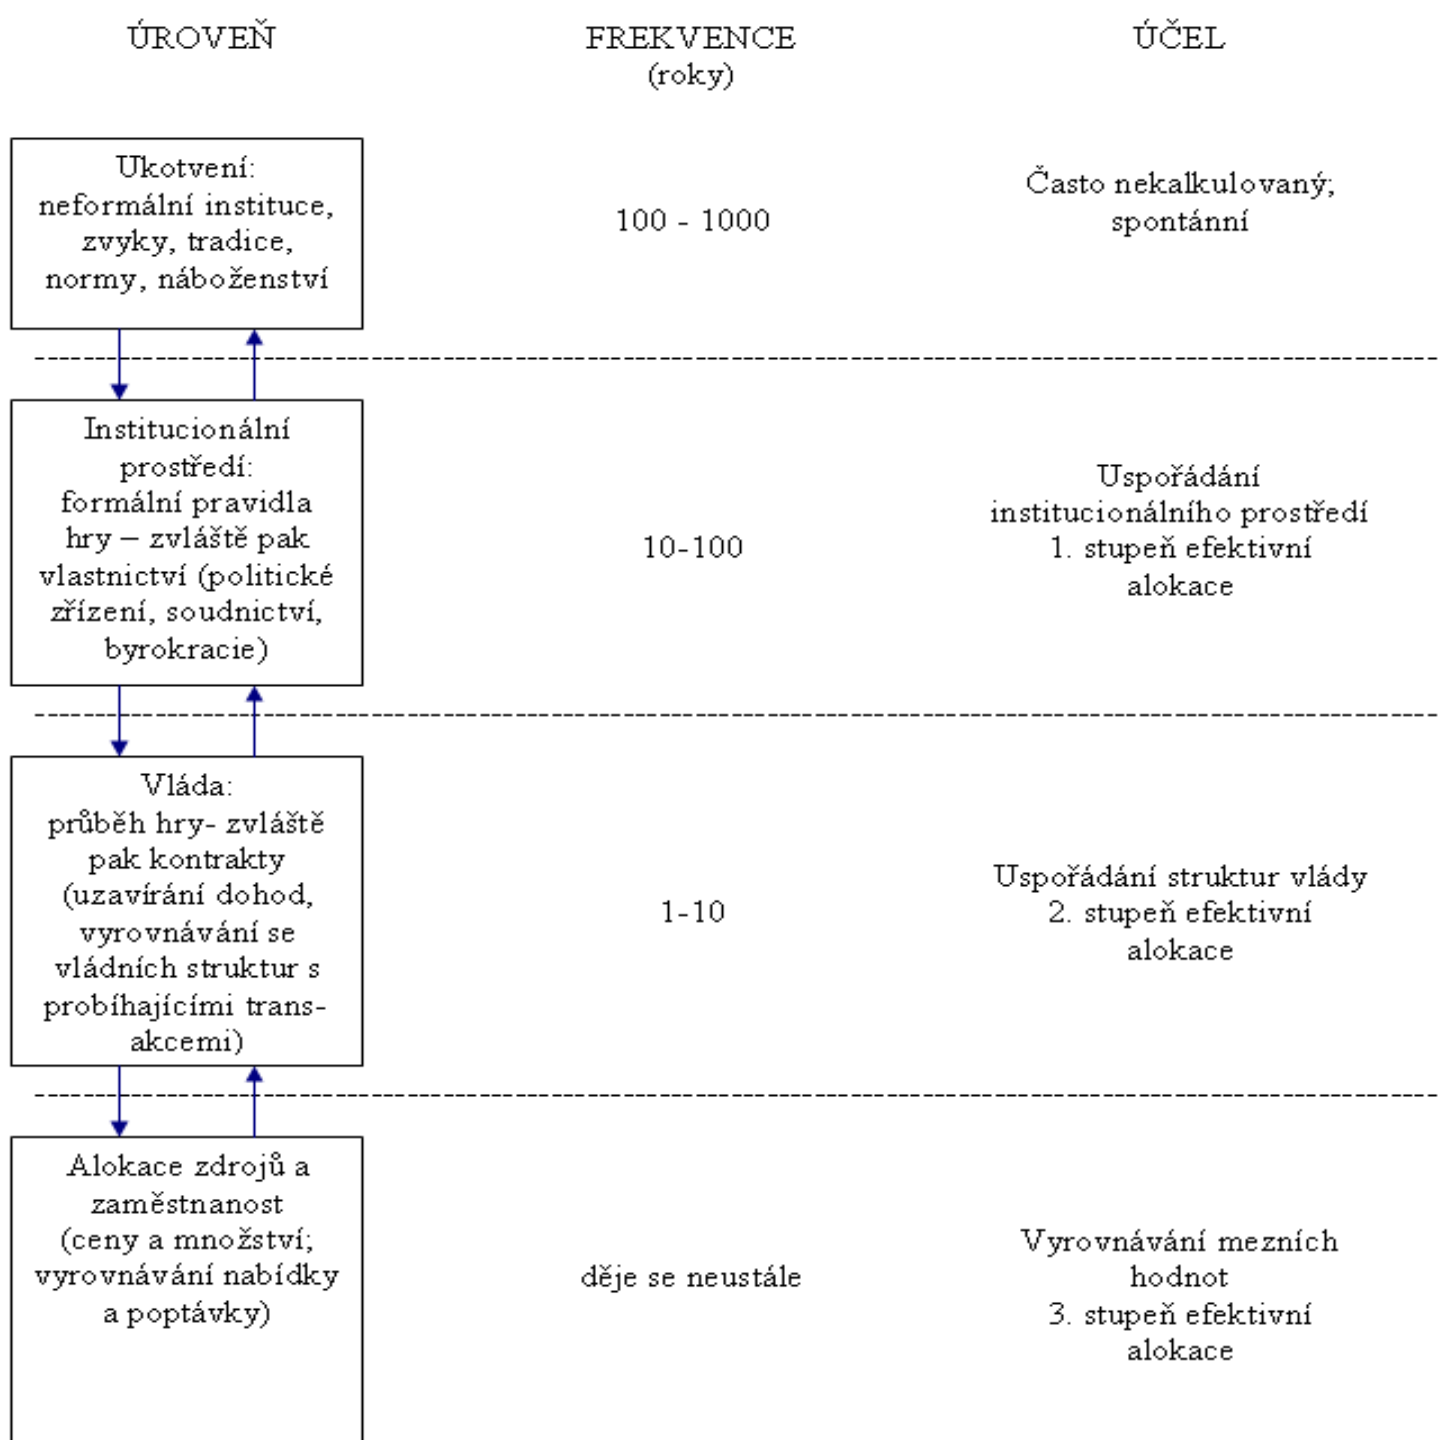 ÚROVEŇ
FREKVENCE
(roky)
ÚČEL
Ukotvení:
neformální instituce,
zvyky, tradice,
normy, náboženství
100 - 1000
Často nekalkulovaný;
spontánní
Institucionální
prostředí:
formální pravidla
hry – zvláště pak
vlastnictví (politické
zřízení, soudnictví,
byrokracie)
10-100
Uspořádání
institucionálního prostředí
1. stupeň efektivní
alokace
Vláda:
průběh hry- zvláště
pak kontrakty
(uzavírání dohod,
vyrovnávání se
vládních struktur s
probíhajícími trans-
akcemi)
1-10
Uspořádání struktur vlády
2. stupeň efektivní
alokace
Alokace zdrojů a
zaměstnanost
(ceny a množství;
vyrovnávání nabídky
a poptávky)
děje se neustále
Vyrovnávání mezních
hodnot
3. stupeň efektivní
alokace